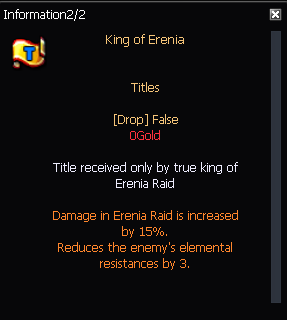 Information2/2
King of Erenia
Titles
[Drop] False
0Gold
Title received only by true king of
Erenia Raid
Damage in Erenia Raid is increased
by 15%.
Reduces the enemy's elemental
resistances by 3.